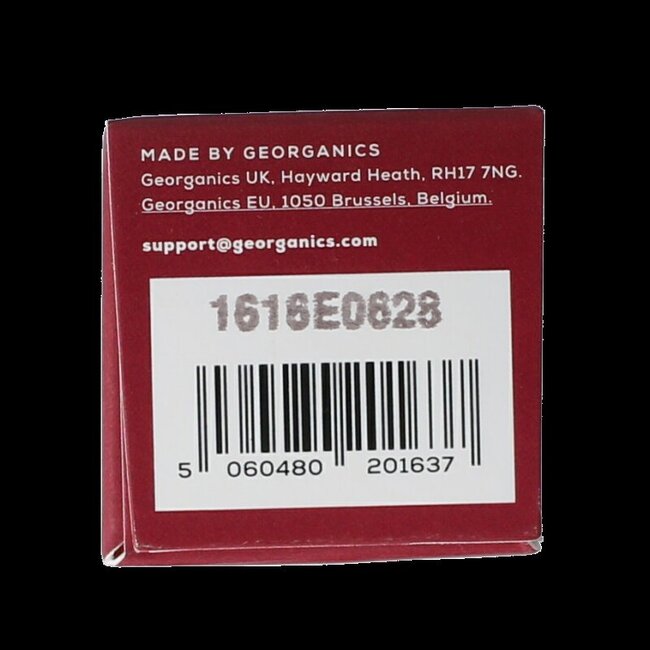 MADE BY GEORGANICS
Georganics UK, Hayward Heath, RH17 7NG.
Georganics EU, 1050 Brussels, Belgium.
support@georganics.com
1616E0628
5 060480 201637